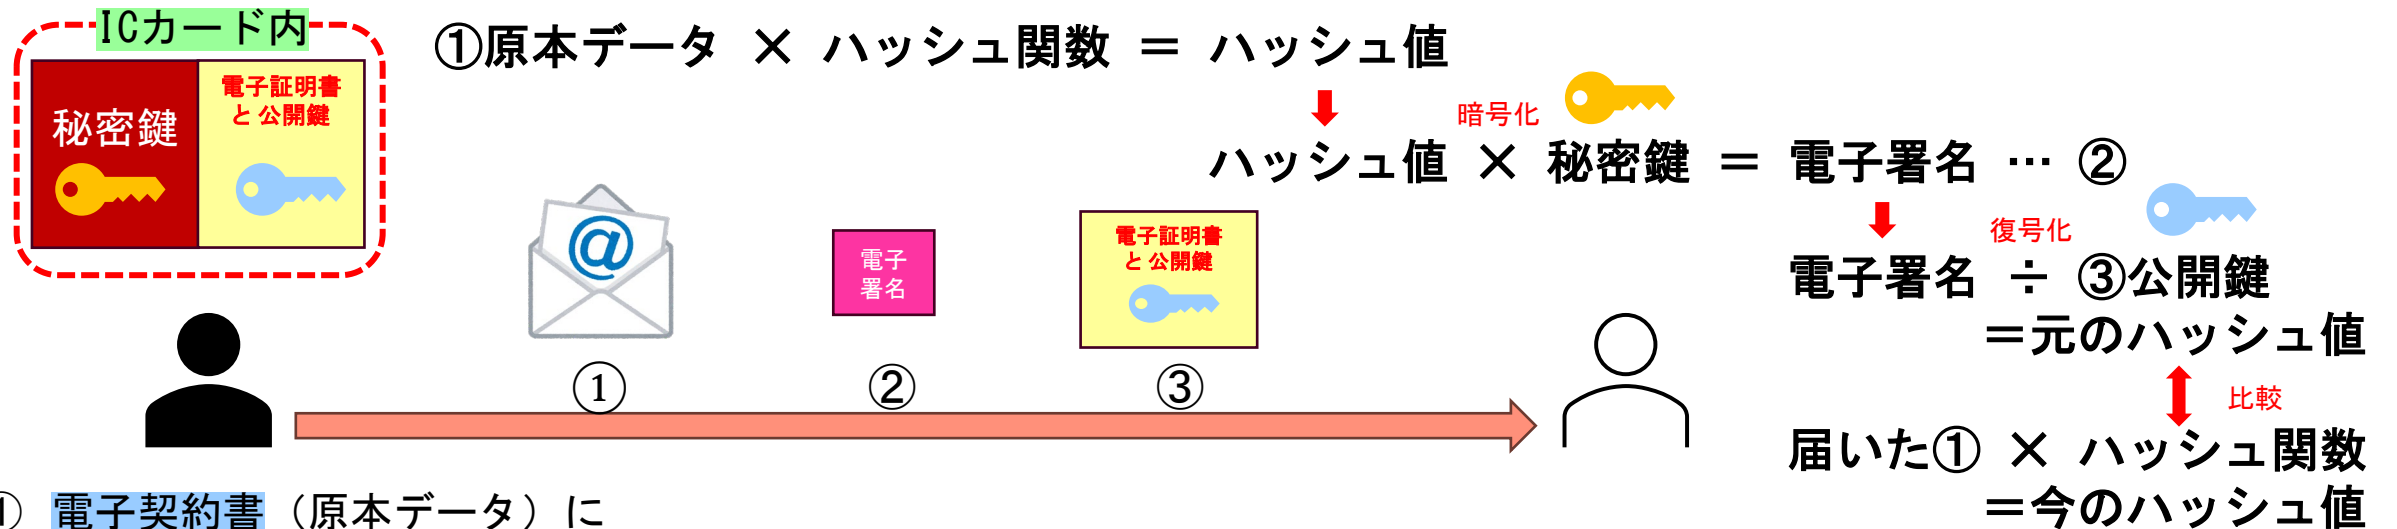 ICカード内
秘密鍵
電子証明書
と公開鍵
①原本データ × ハッシュ関数 = ハッシュ値
暗号化
ハッシュ値 × 秘密鍵 = 電子署名 … ②
復号化
電子署名 ÷ ③公開鍵
=元のハッシュ値
比較
届いた① × ハッシュ関数
=今のハッシュ値
@
電子
署名
電子証明書
と公開鍵
①
②
③
① 電子契約書(原本データ)に